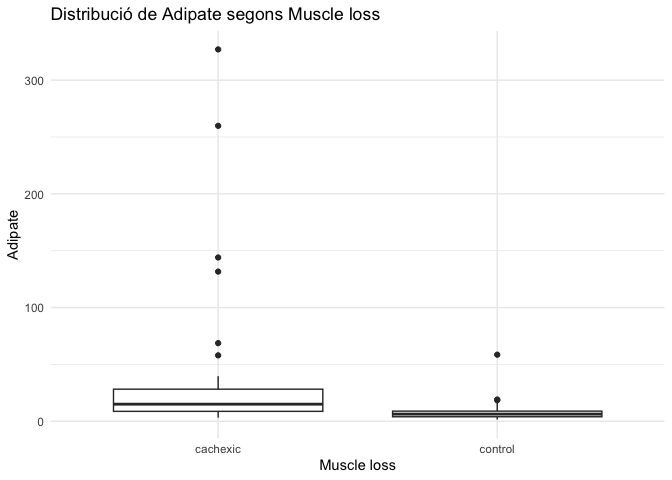 Distribució de Adipate segons Muscle loss
300
200
100
0
Adipate
cachexic
control
Muscle loss